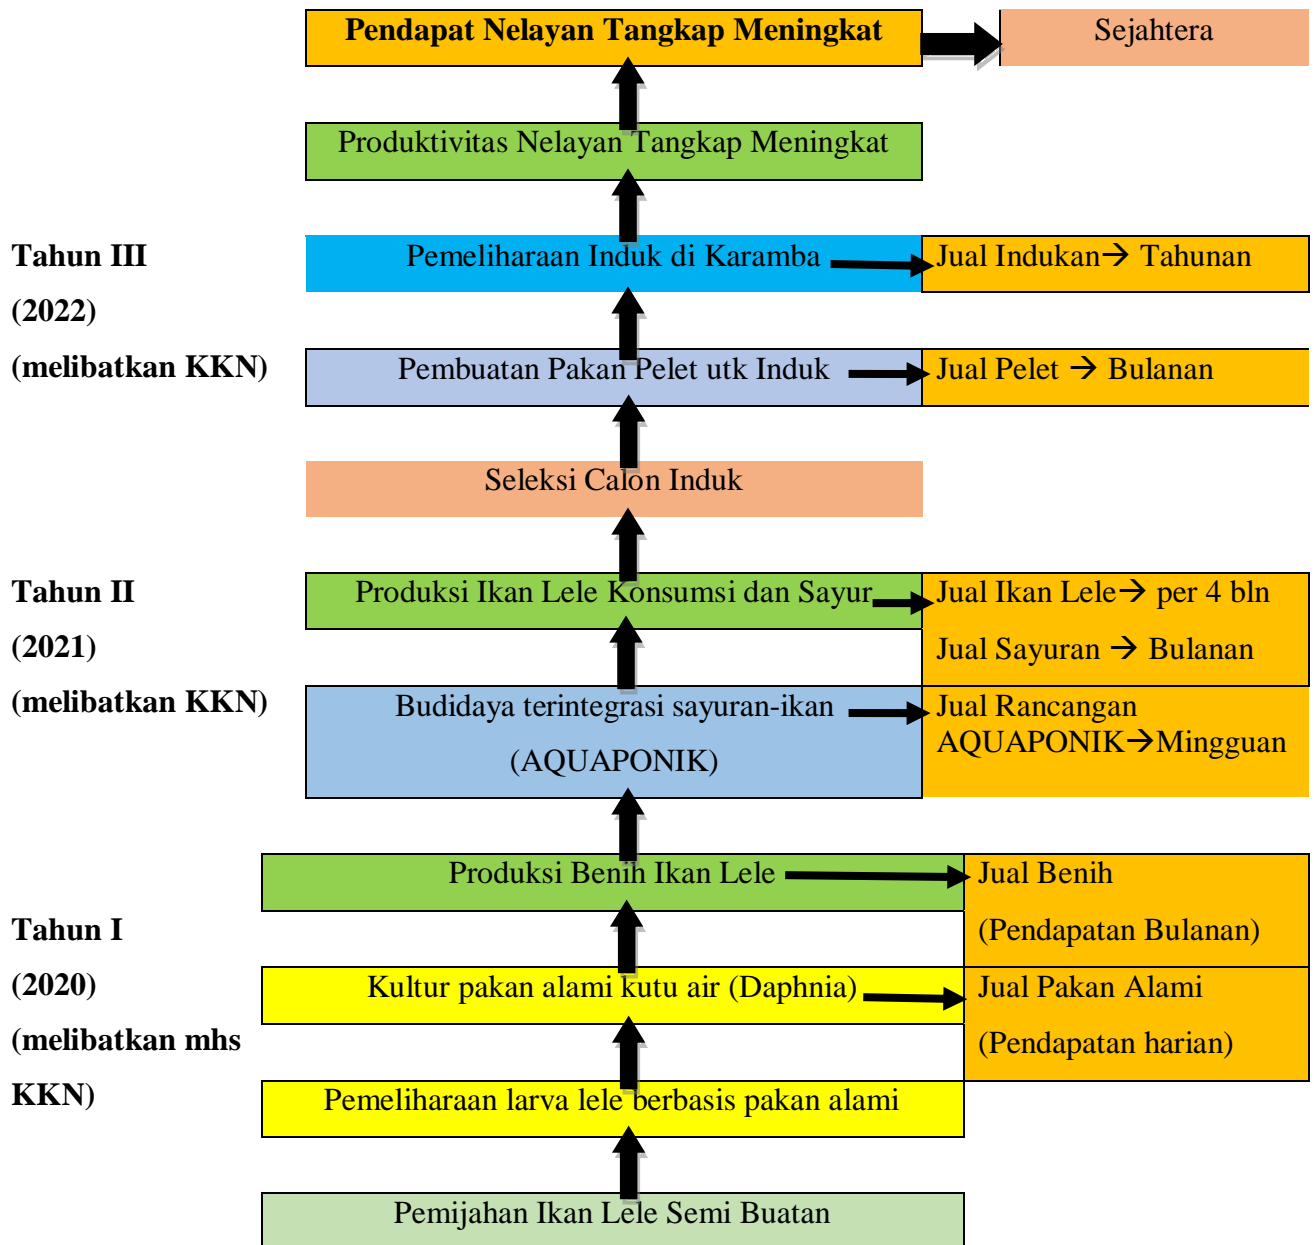 Pendapat Nelayan Tangkap Meningkat
Sejahtera
Produktivitas Nelayan Tangkap Meningkat
Tahun III
(2022)
(melibatkan KKN)
Pemeliharaan Induk di Karamba
Jual Indukan→ Tahunan
Pembuatan Pakan Pelet utk Induk
Jual Pelet → Bulanan
Seleksi Calon Induk
Tahun II
(2021)
(melibatkan KKN)
Produksi Ikan Lele Konsumsi dan Sayur
Jual Ikan Lele→ per 4 bln
Jual Sayuran → Bulanan
Budidaya terintegrasi sayuran-ikan
(AQUAPONIK)
Jual Rancangan
AQUAPONIK→Mingguan
Produksi Benih Ikan Lele
Jual Benih
(Pendapatan Bulanan)
Tahun I
(2020)
(melibatkan mhs
KKN)
Kultur pakan alami kutu air (Daphnia)
Jual Pakan Alami
(Pendapatan harian)
Pemeliharaan larva lele berbasis pakan alami
Pemijahan Ikan Lele Semi Buatan